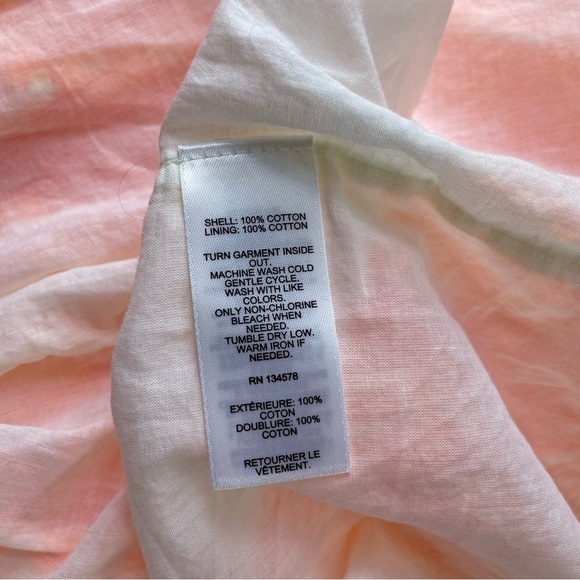 SHELL: 100% COTTON
LINING: 100% COTTON
TURN GARMENT INSIDE
OUT.
MACHINE WASH COLD
GENTLE CYCLE.
WASH WITH LIKE
COLORS.
ONLY NON-CHLORINE
BLEACH WHEN
NEEDED.
TUMBLE DRY LOW.
WARM IRON IF
NEEDED.
RN 134578
EXTÉRIEURE: 100%
COTON
DOUBLURE: 100%
COTON
RETOURNER LE
VÊTEMENT.